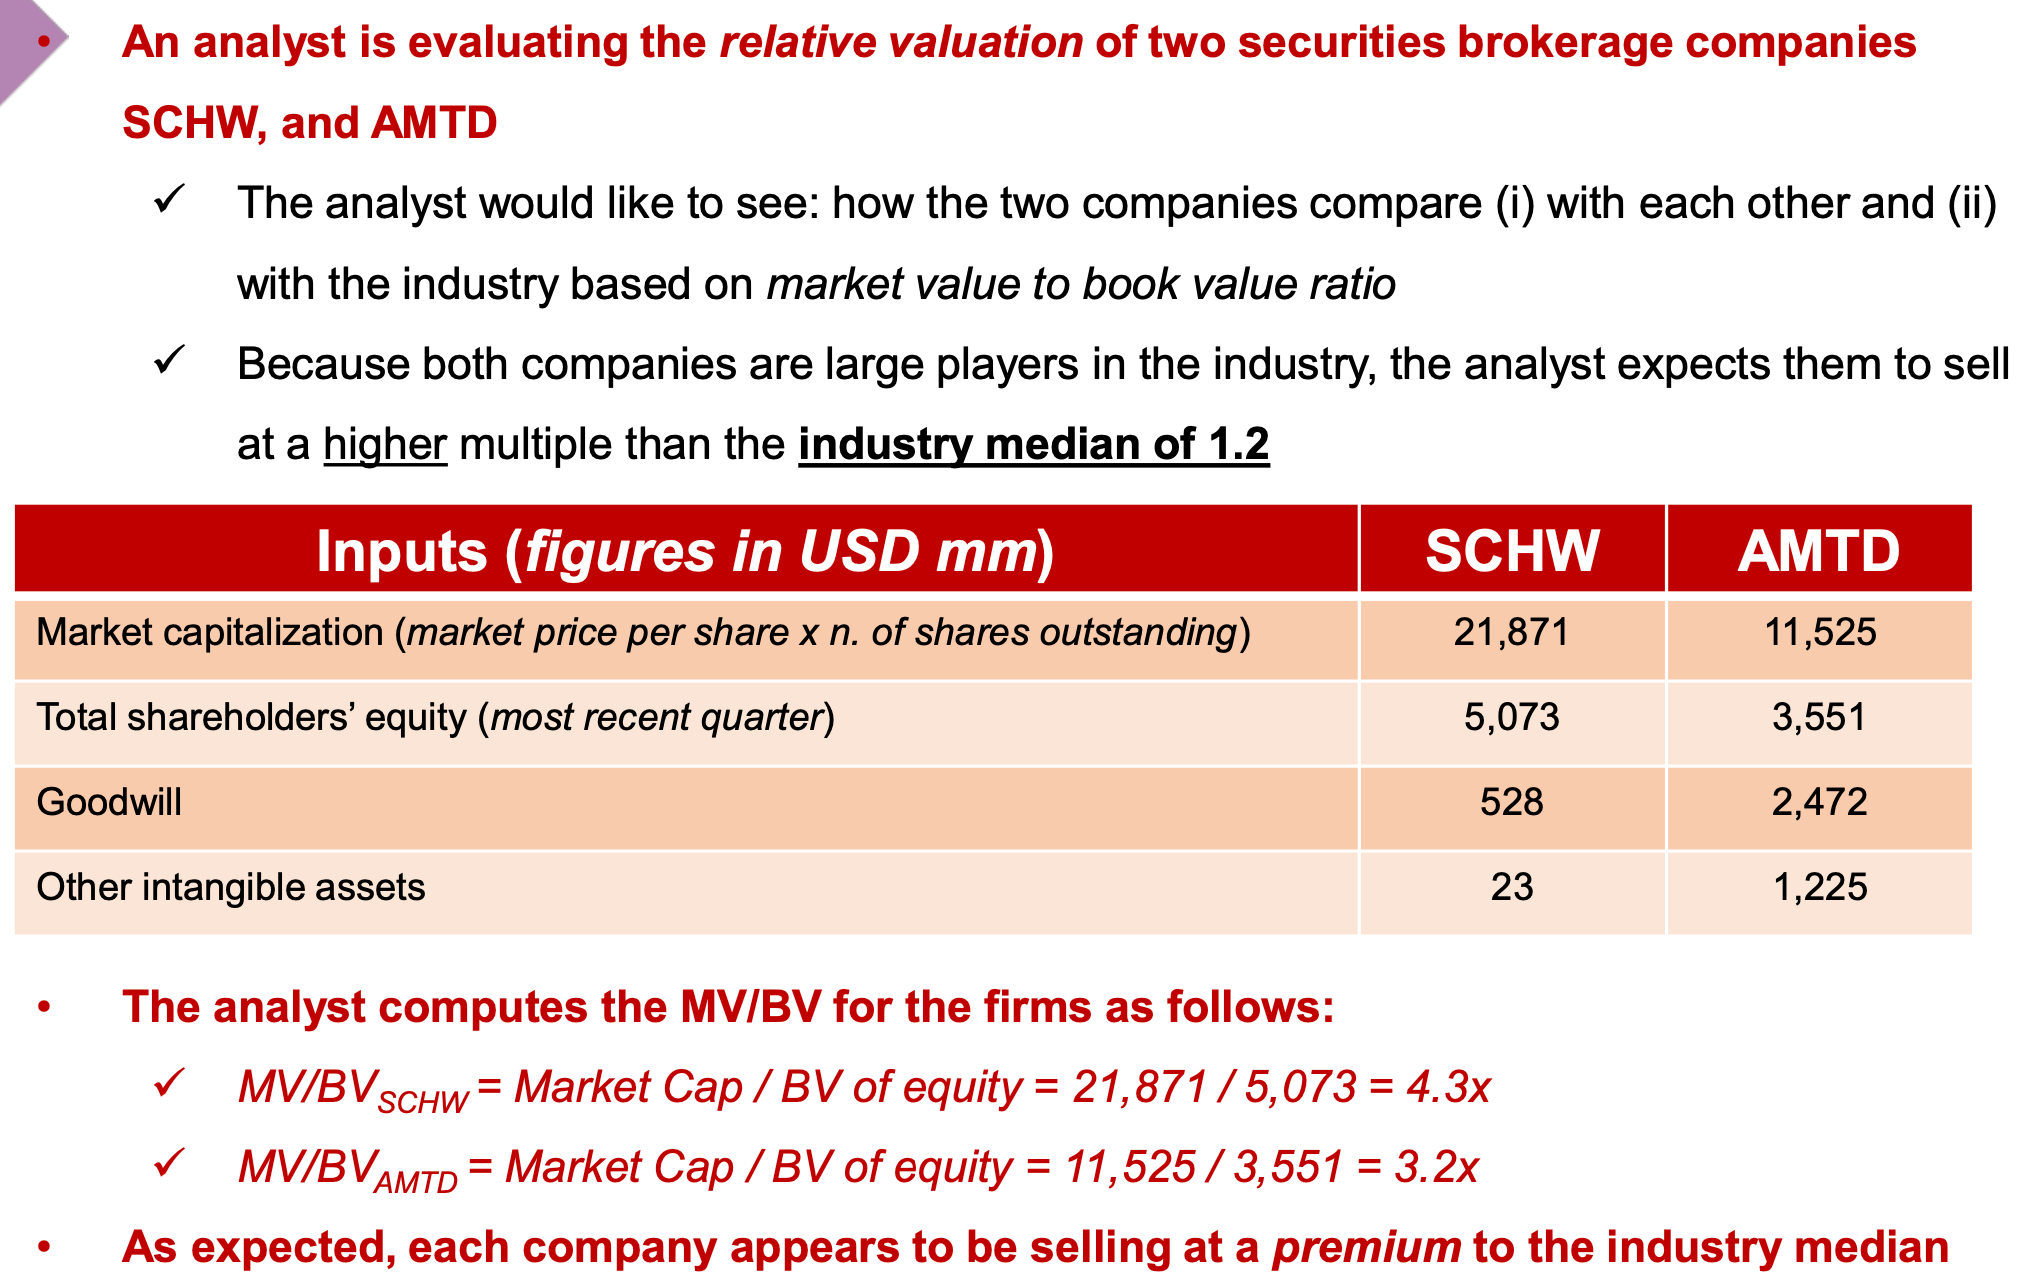 • An analyst is evaluating the relative valuation of two securities brokerage companies
SCHW, and AMTD
✓ The analyst would like to see: how the two companies compare (i) with each other and (ii)
with the industry based on market value to book value ratio
✓ Because both companies are large players in the industry, the analyst expects them to sell
at a higher multiple than the industry median of 1.2
Inputs (figures in USD mm) SCHW AMTD
Market capitalization (market price per share x n. of shares outstanding) 21,871 11,525
Total shareholders’ equity (most recent quarter) 5,073 3,551
Goodwill 528 2,472
Other intangible assets 23 1,225
• The analyst computes the MV/BV for the firms as follows:
✓ MV/BVSCHW = Market Cap / BV of equity = 21,871 / 5,073 = 4.3x
✓ MV/BVAMTD = Market Cap / BV of equity = 11,525 / 3,551 = 3.2x
• As expected, each company appears to be selling at a premium to the industry median